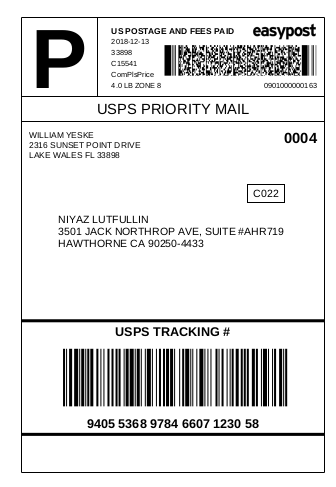 P
US POSTAGE AND FEES PAID
easypost
2018-12-13
33898
C15541
ComPlsPrice
4.0 LB ZONE 8
0901000000163
USPS PRIORITY MAIL
WILLIAM YESKE
2316 SUNSET POINT DRIVE
LAKE WALES FL 33898
0004
C022
NIYAZ LUTFULLIN
3501 JACK NORTHROP AVE, SUITE #AHR719
HAWTHORNE CA 90250-4433
USPS TRACKING #
9405 5368 9784 6607 1230 58